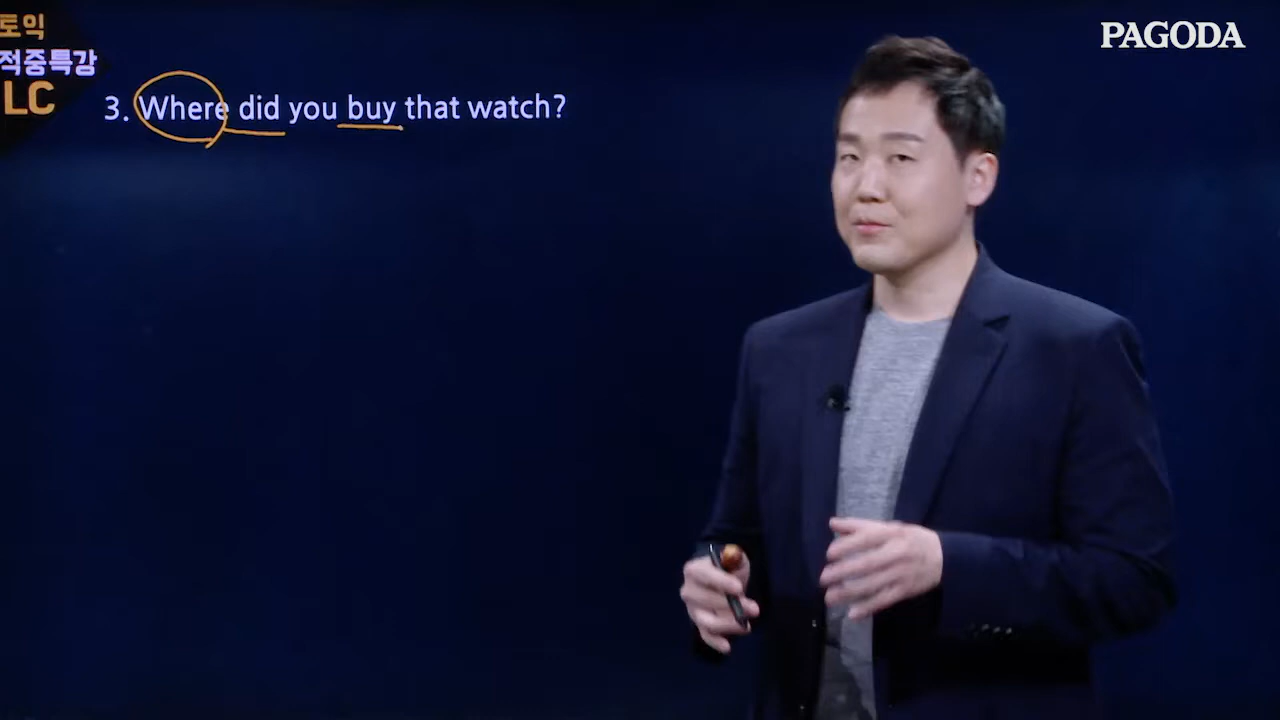 토익
적중특강
LC
3. Where did you buy that watch?
PAGODA